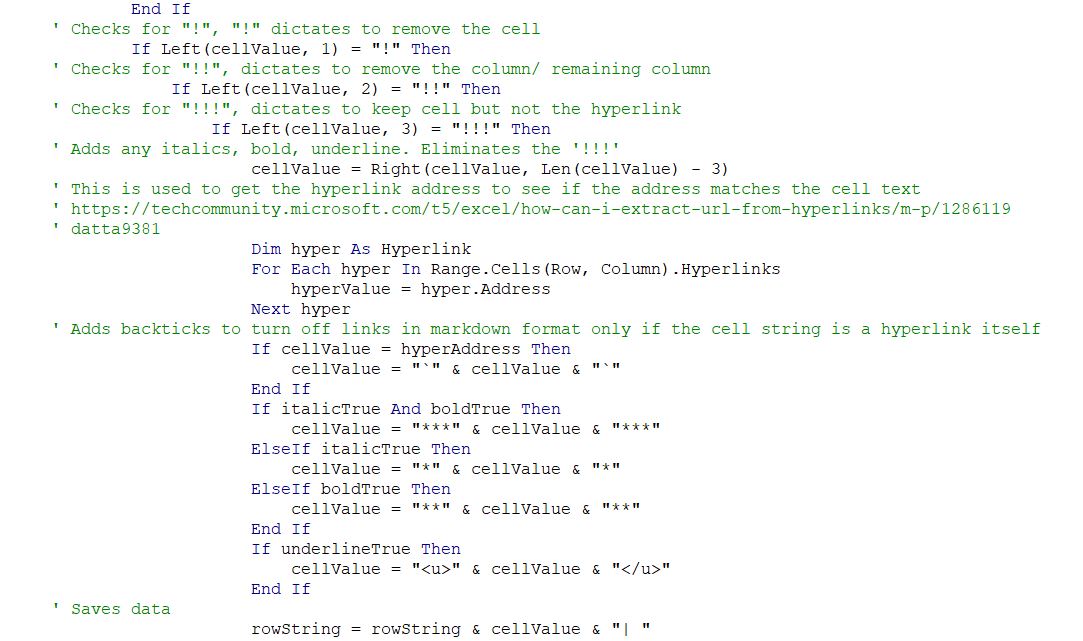 End If
' Checks for "!", "!" dictates to remove the cell
If Left(cellValue, 1) = "!" Then
' Checks for "!!", dictates to remove the column/ remaining column
If Left(cellValue, 2) = "!!" Then
' Checks for "!!!", dictates to keep cell but not the hyperlink
If Left(cellValue, 3) = "!!!" Then
' Adds any italics, bold, underline. Eliminates the '!!!'
cellValue = Right(cellValue, Len(cellValue) - 3)
' This is used to get the hyperlink address to see if the address matches the cell text
' https://techcommunity.microsoft.com/t5/excel/how-can-i-extract-url-from-hyperlinks/m-p/1286119
' datta9381
Dim hyper As Hyperlink
For Each hyper In Range.Cells(Row, Column).Hyperlinks
hyperValue = hyper.Address
Next hyper
' Adds backticks to turn off links in markdown format only if the cell string is a hyperlink itself
If cellValue = hyperAddress Then
cellValue = "`" & cellValue & "`"
End If
If italicTrue And boldTrue Then
cellValue = "***" & cellValue & "***"
ElseIf italicTrue Then
cellValue = "*" & cellValue & "*"
ElseIf boldTrue Then
cellValue = "**" & cellValue & "**"
End If
If underlineTrue Then
cellValue = "<u>" & cellValue & "</u>"
End If
' Saves data
rowString = rowString & cellValue & "| "